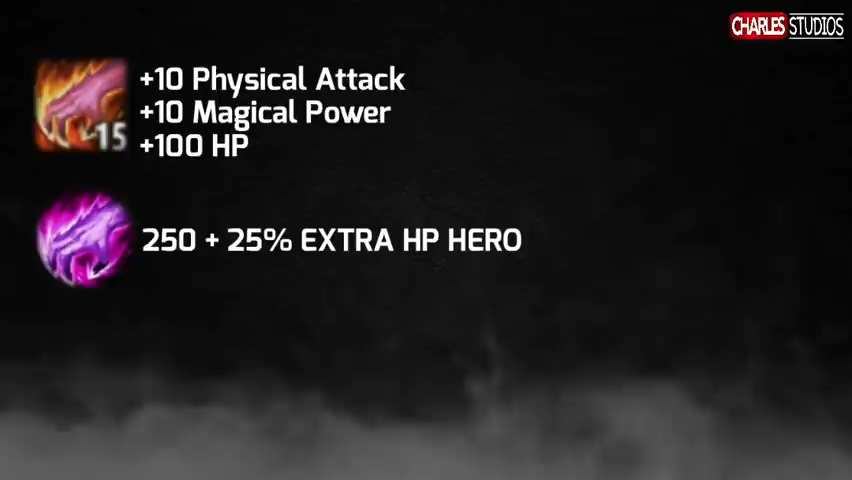 CHARLES STUDIOS
+10 Physical Attack
+10 Magical Power
15
+100 HP
250 + 25% EXTRA HP HERO